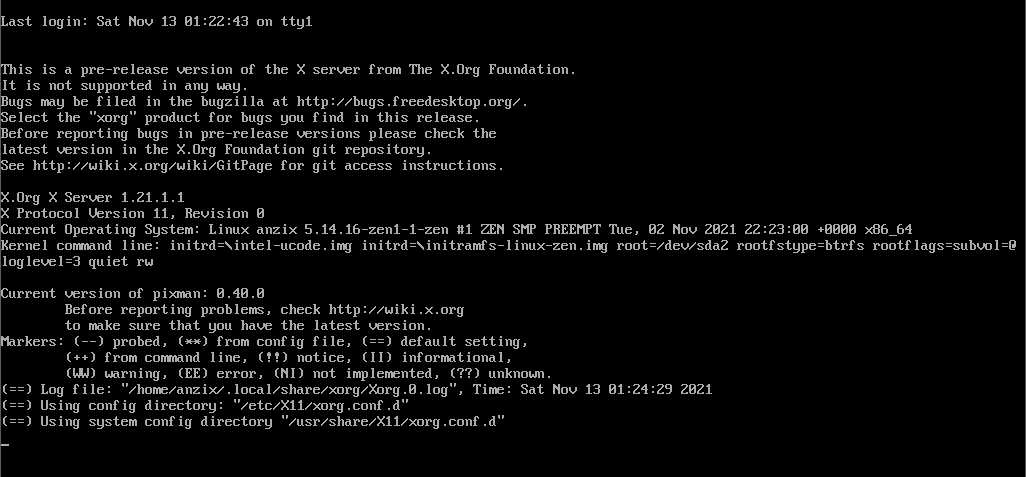 Last login: Sat Nov 13 01:22:43 on tty1
This is a pre-release version of the X server from The X.Org Foundation.
It is not supported in any way.
Bugs may be filed in the bugzilla at http://bugs.freedesktop.org/.
Select the "xorg" product for bugs you find in this release.
Before reporting bugs in pre-release versions please check the
latest version in the X.Org Foundation git repository.
See http://wiki.x.org/wiki/GitPage for git access instructions.
X.Org X Server 1.21.1.1
X Protocol Version 11, Revision 0
Current Operating System: Linux anzix 5.14.16-zen1-1-zen #1 ZEN SMP PREEMPT Tue, 02 Nov 2021 22:23:00 +0000 x86_64
Kernel command line: initrd=\intel-ucode.img initrd=\initramfs-linux-zen.img root=/dev/sda2 rootfstype=btrfs rootflags=subvol=@
loglevel=3 quiet rw
Current version of pixman: 0.40.0
Before reporting problems, check http://wiki.x.org
to make sure that you have the latest version.
Markers: (--) probed, (**) from config file, (==) default setting,
(++) from command line, (!!) notice, (II) informational,
(WW) warning, (EE) error, (NI) not implemented, (??) unknown.
(==) Log file: "/home/anzix/.local/share/xorg/Xorg.0.log", Time: Sat Nov 13 01:24:29 2021
(==) Using config directory: "/etc/X11/xorg.conf.d"
(==) Using system config directory "/usr/share/X11/xorg.conf.d"